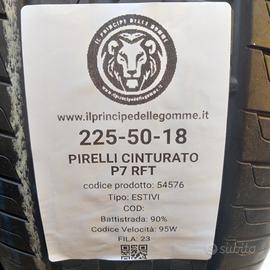 IL PRINCIPE DELLE GOMME
www.ilprincipedellegomme.it
225-50-18
PIRELLI CINTURATO
P7 RFT
codice prodotto: 54576
Tipo: ESTIVI
COD:
Battistrada: 90%
Codice Velocità: 95W
FILA: 23
subito